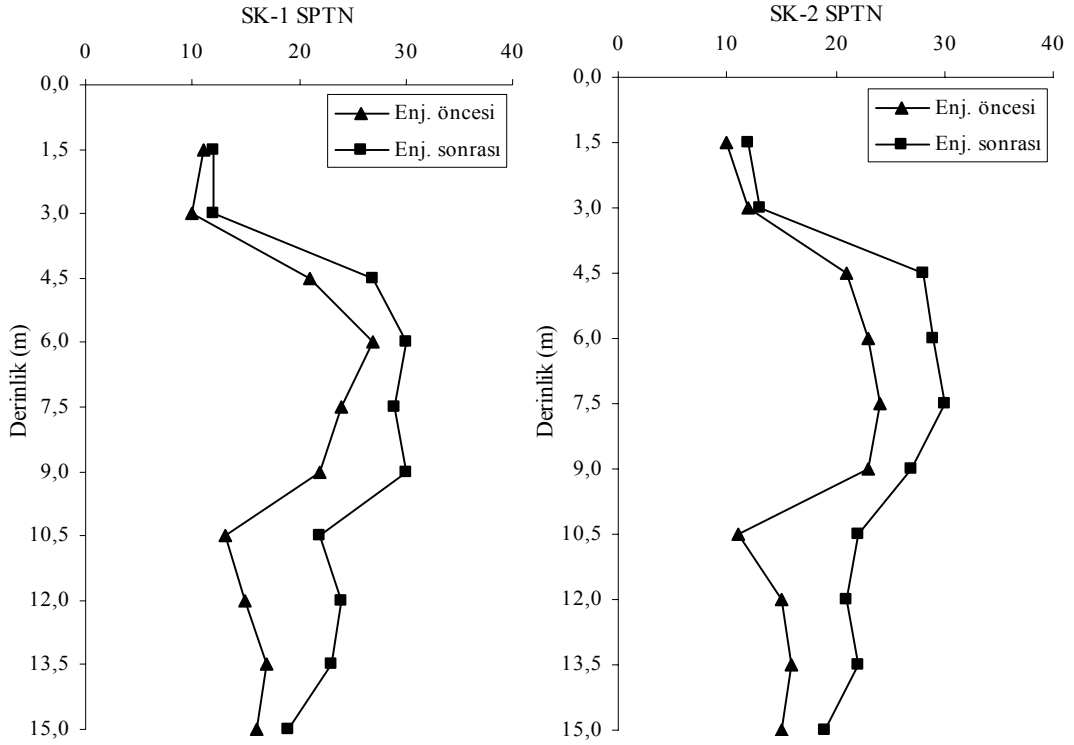 SK-1 SPTN
0 10 20 30 40
0,0
1,5
3,0
4,5
6,0
7,5
9,0
10,5
12,0
13,5
15,0
Derinlik (m)
Enj. öncesi
Enj. sonrası
SK-2 SPTN
0 10 20 30 40
0,0
1,5
3,0
4,5
6,0
7,5
9,0
10,5
12,0
13,5
15,0
Derinlik (m)
Enj. öncesi
Enj. sonrası